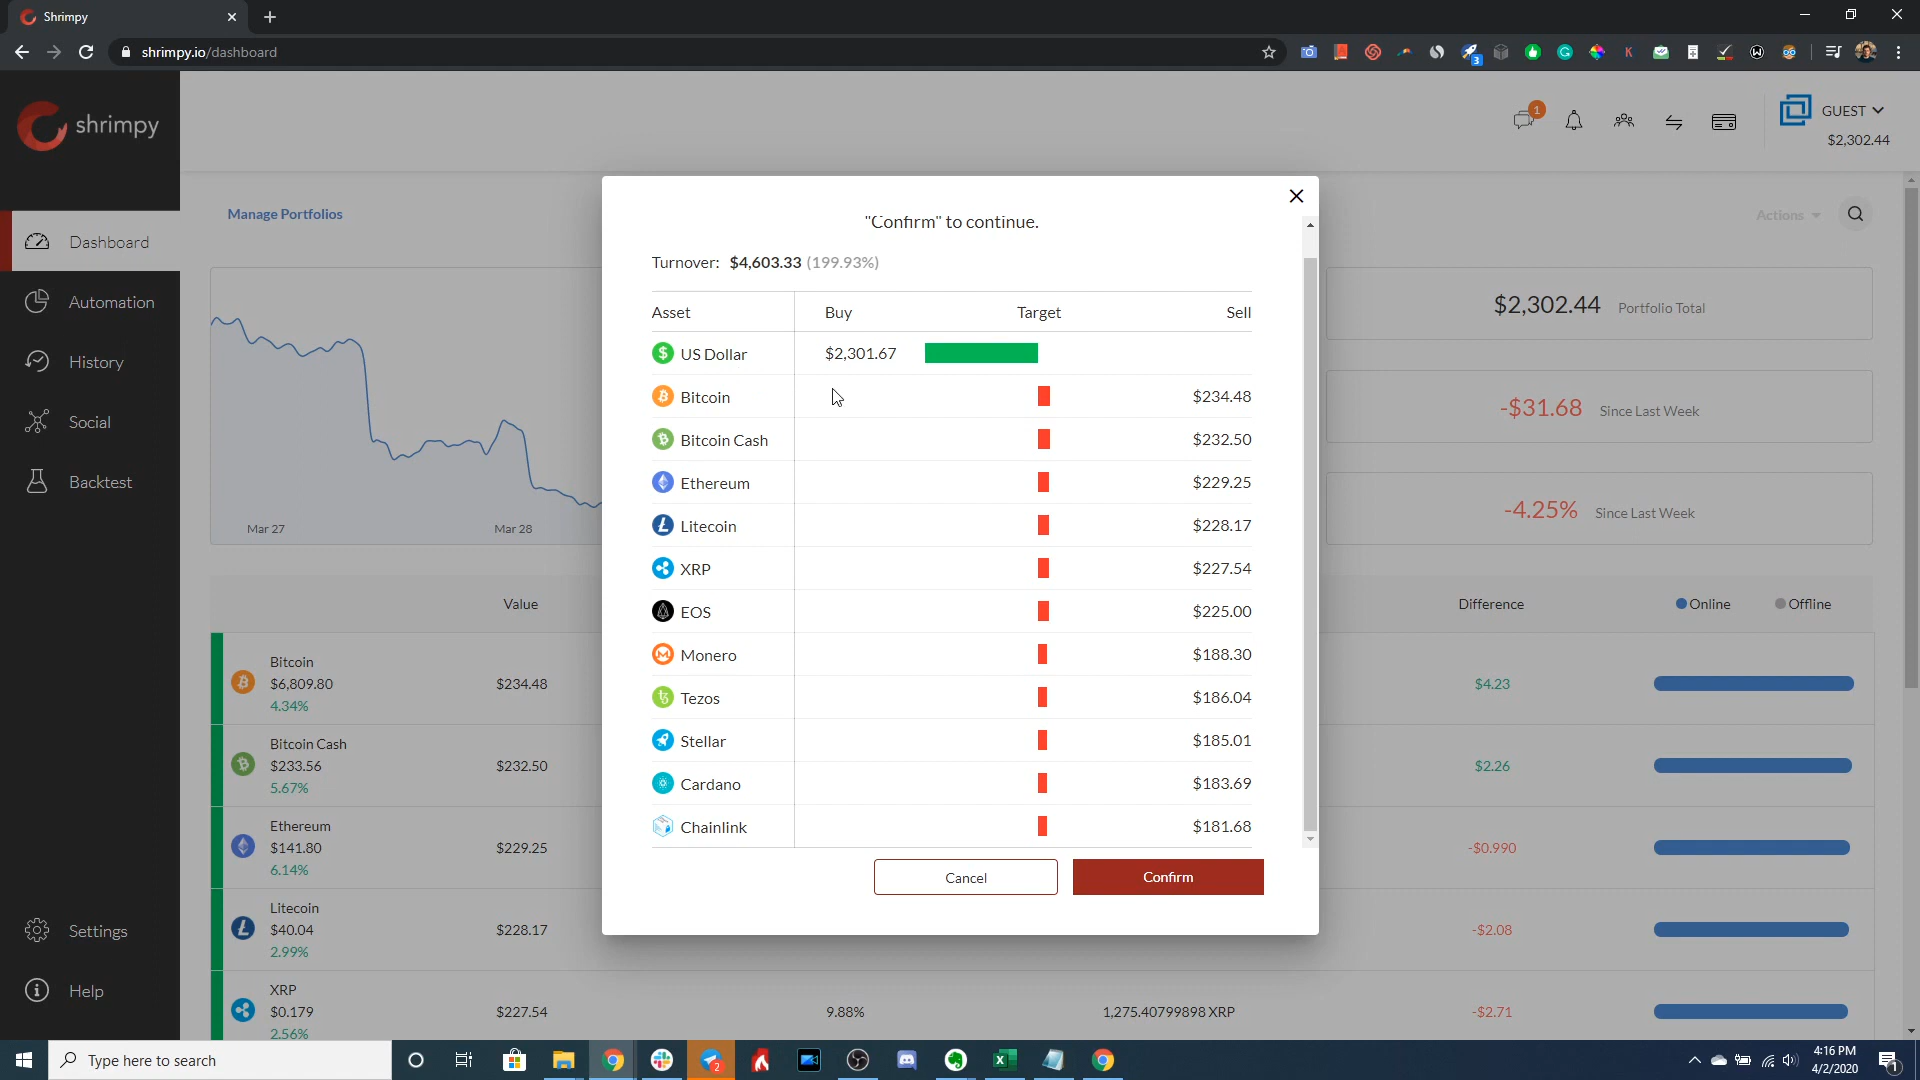 Shrimpy
shrimpy.io/dashboard
3
K
W
shrimpy
1
GUEST
$2,302.44
Manage Portfolios
Actions
Dashboard
Automation
History
Social
Backtest
Settings
Help
Mar 27
Mar 28
"Confirm" to continue.
Turnover: $4,603.33 (199.93%)
Asset Buy Target Sell
US Dollar $2,301.67
Bitcoin $234.48
Bitcoin Cash $232.50
Ethereum $229.25
Litecoin $228.17
XRP $227.54
EOS $225.00
Monero $188.30
Tezos $186.04
Stellar $185.01
Cardano $183.69
Chainlink $181.68
Cancel Confirm
$2,302.44 Portfolio Total
-$31.68 Since Last Week
-4.25% Since Last Week
Value Difference Online Offline
Bitcoin
$6,809.80 $234.48 $4.23
4.34%
Bitcoin Cash
$233.56 $232.50 $2.26
5.67%
Ethereum
$141.80 $229.25 -$0.990
6.14%
Litecoin
$40.04 $228.17 -$2.08
2.99%
XRP
$0.179 $227.54 9.88% 1,275.40799898 XRP -$2.71
2.56%
Type here to search
2
4:16 PM
4/2/2020
1